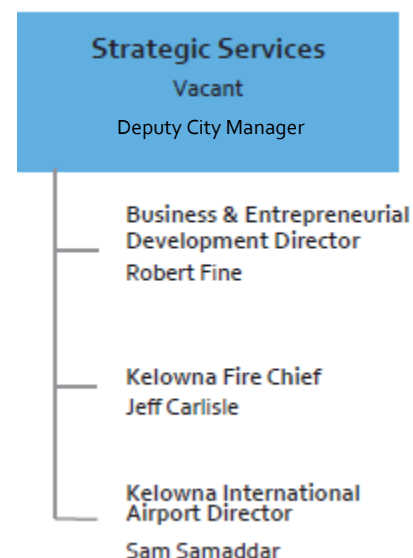 Strategic Services
Vacant
Deputy City Manager
Business & Entrepreneurial
Development Director
Robert Fine
Kelowna Fire Chief
Jeff Carlisle
Kelowna International
Airport Director
Sam Samaddar